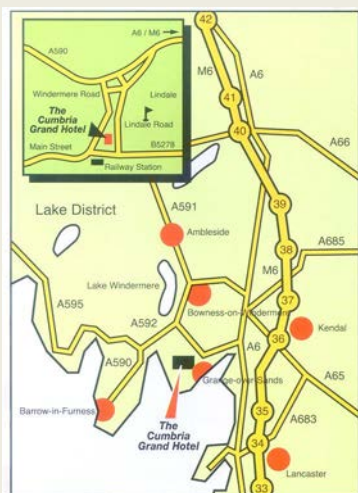 A6 / M6
A590
Windermere Road
Lindale
The
Cumbria
Grand Hotel
Lindale Road
Main Street
B5278
Railway Station
42
M6
A6
41
40
A66
39
Lake District
A591
Ambleside
38
A685
M6
Lake Windermere
37
A595
Bowness-on-Windermere
A592
Kendal
36
A6
A590
Grange-over-Sands
A65
Barrow-in-Furness
35
A683
The
Cumbria
Grand Hotel
34
Lancaster
33